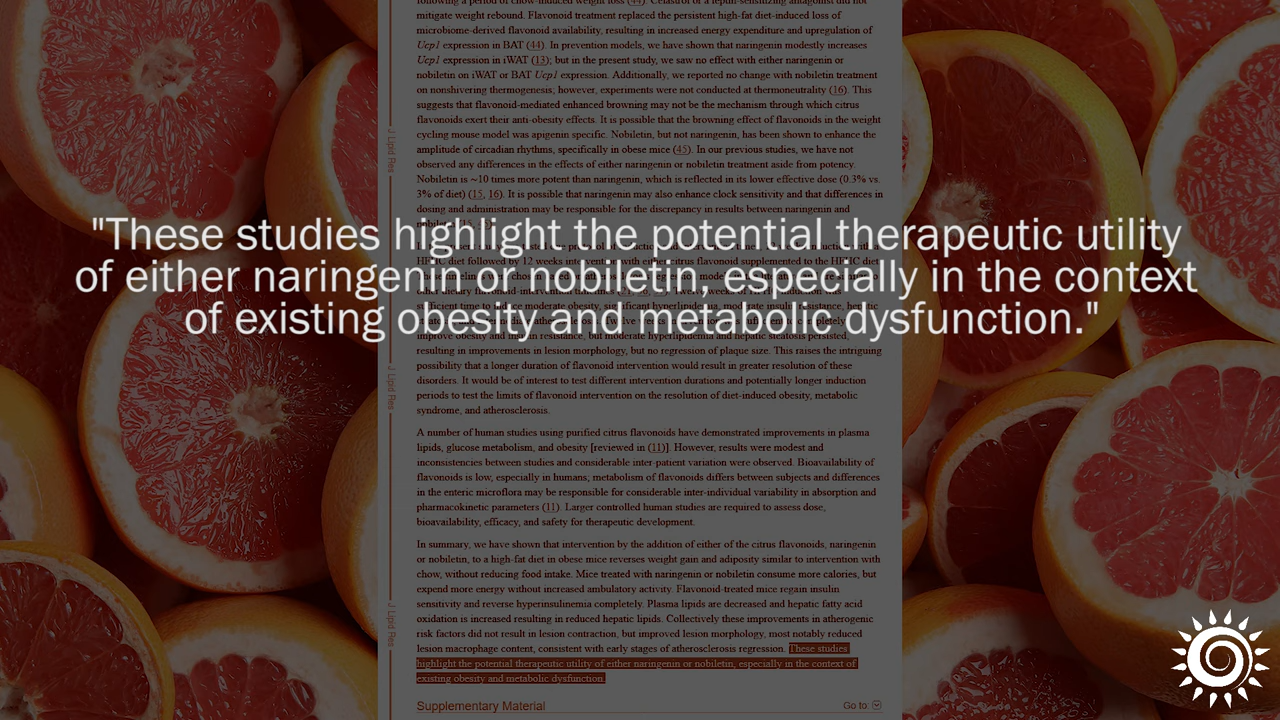 following a period of chow-induced weight loss (44). Celastrol or a leptin-sensitizing antagonist did not
mitigate weight rebound. Flavonoid treatment replaced the persistent high-fat diet-induced loss of
microbiome-derived flavonoid availability, resulting in increased energy expenditure and upregulation of
Ucp1 expression in BAT (44). In prevention models, we have shown that naringenin modestly increases
Ucp1 expression in iWAT (13); but in the present study, we saw no effect with either naringenin or
nobiletin on iWAT or BAT Ucp1 expression. Additionally, we reported no change with nobiletin treatment
on nonshivering thermogenesis; however, experiments were not conducted at thermoneutrality (16). This
suggests that flavonoid-mediated enhanced browning may not be the mechanism through which citrus
flavonoids exert their anti-obesity effects. It is possible that the browning effect of flavonoids in the weight
cycling mouse model was apigenin specific. Nobiletin, but not naringenin, has been shown to enhance the
amplitude of circadian rhythms, specifically in obese mice (45). In our previous studies, we have not
observed any differences in the effects of either naringenin or nobiletin treatment aside from potency.
Nobiletin is ~10 times more potent than naringenin, which is reflected in its lower effective dose (0.3% vs.
3% of diet) (15, 16). It is possible that naringenin may also enhance clock sensitivity and that differences in
dosing and administration may be responsible for the discrepancy in results between naringenin and
"These studies highlight the potential therapeutic utility
of either naringenin or nobiletin, especially in the context
of existing obesity and metabolic dysfunction."
improve obesity and insulin resistance, but moderate hyperlipidemia and hepatic steatosis persisted,
resulting in improvements in lesion morphology, but no regression of plaque size. This raises the intriguing
possibility that a longer duration of flavonoid intervention would result in greater resolution of these
disorders. It would be of interest to test different intervention durations and potentially longer induction
periods to test the limits of flavonoid intervention on the resolution of diet-induced obesity, metabolic
syndrome, and atherosclerosis.
A number of human studies using purified citrus flavonoids have demonstrated improvements in plasma
lipids, glucose metabolism, and obesity [reviewed in (11)]. However, results were modest and
inconsistencies between studies and considerable inter-patient variation were observed. Bioavailability of
flavonoids is low, especially in humans; metabolism of flavonoids differs between subjects and differences
in the enteric microflora may be responsible for considerable inter-individual variability in absorption and
pharmacokinetic parameters (11). Larger controlled human studies are required to assess dose,
bioavailability, efficacy, and safety for therapeutic development.
In summary, we have shown that intervention by the addition of either of the citrus flavonoids, naringenin
or nobiletin, to a high-fat diet in obese mice reverses weight gain and adiposity similar to intervention with
chow, without reducing food intake. Mice treated with naringenin or nobiletin consume more calories, but
expend more energy without increased ambulatory activity. Flavonoid-treated mice regain insulin
sensitivity and reverse hyperinsulinemia completely. Plasma lipids are decreased and hepatic fatty acid
oxidation is increased resulting in reduced hepatic lipids. Collectively these improvements in atherogenic
risk factors did not result in lesion contraction, but improved lesion morphology, most notably reduced
lesion macrophage content, consistent with early stages of atherosclerosis regression. These studies
highlight the potential therapeutic utility of either naringenin or nobiletin, especially in the context of
existing obesity and metabolic dysfunction.
Supplementary Material Go to:
J Lipid Res
J Lipid Res
J Lipid Res